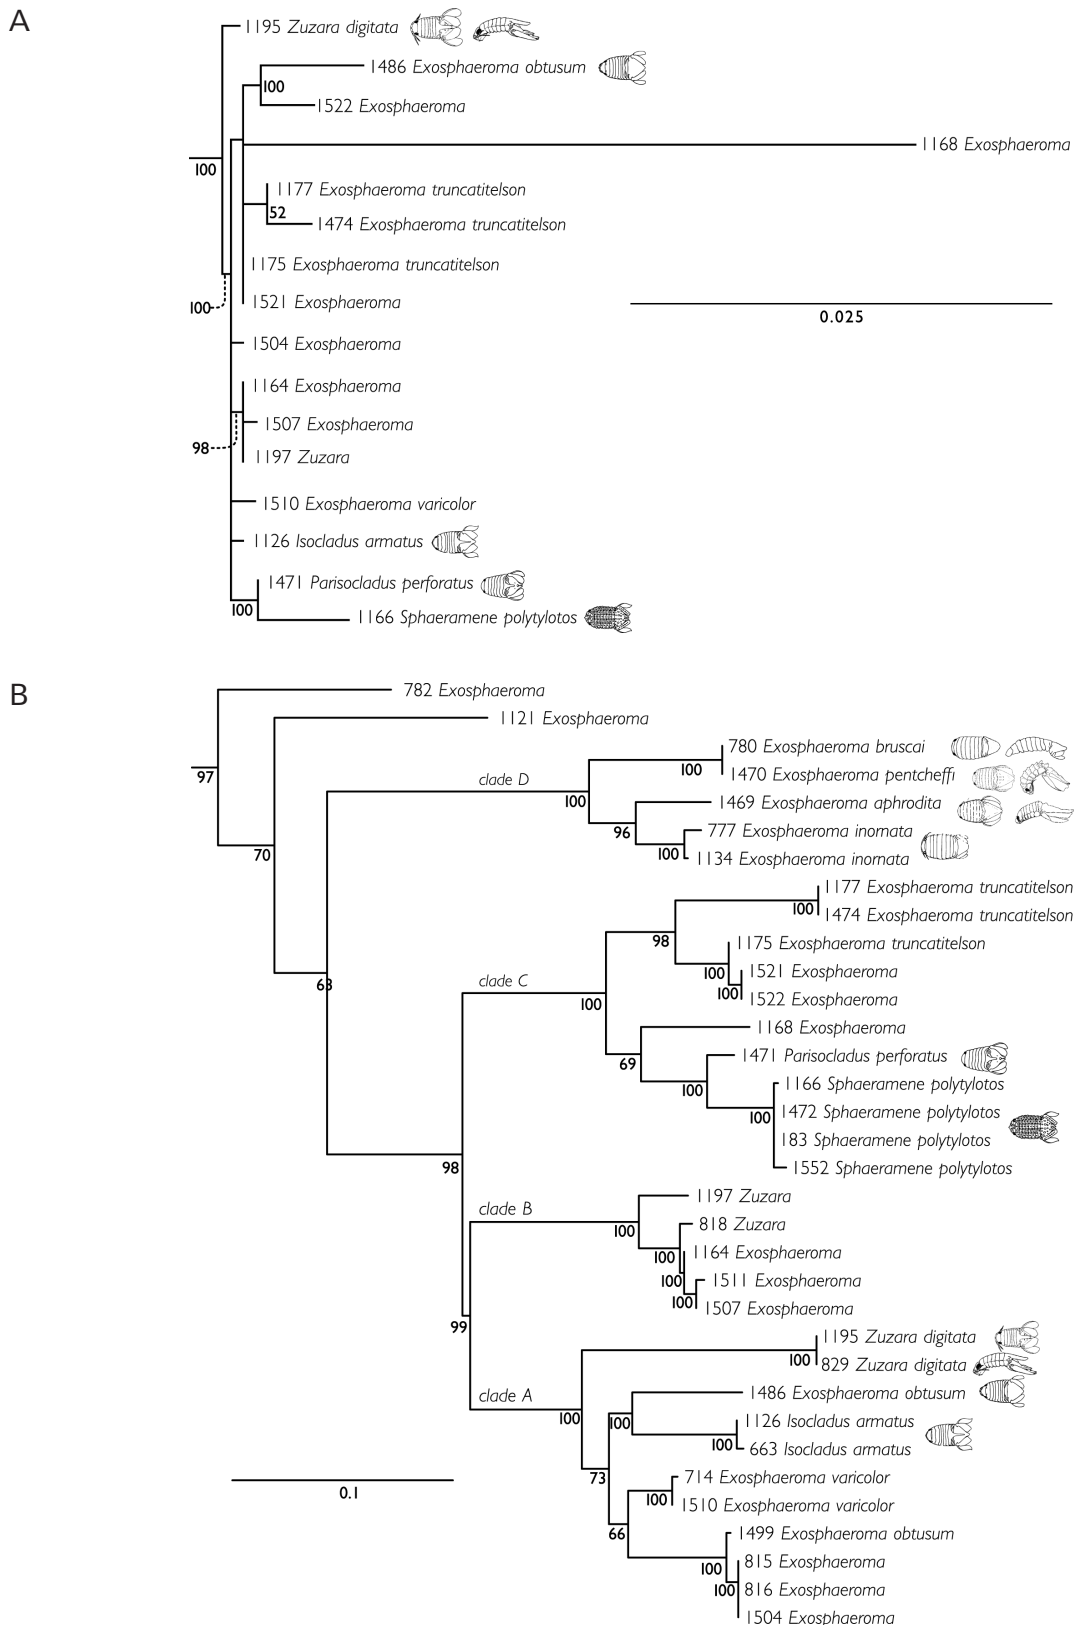 A
1195 Zuzara digitata
1486 Exosphaeroma obtusum
100
1522 Exosphaeroma
1168 Exosphaeroma
100
1177 Exosphaeroma truncatitelson
52
1474 Exosphaeroma truncatitelson
1175 Exosphaeroma truncatitelson
1521 Exosphaeroma
100
0.025
1504 Exosphaeroma
1164 Exosphaeroma
1507 Exosphaeroma
98
1197 Zuzara
1510 Exosphaeroma varicolor
1126 Isocladus armatus
1471 Parisocladus perforatus
100
1166 Sphaeramene polytylotos
B
782 Exosphaeroma
1121 Exosphaeroma
780 Exosphaeroma bruscai
97
100
1470 Exosphaeroma pentcheffi
clade D
100
1469 Exosphaeroma aphrodita
96
777 Exosphaeroma inornata
70
100
1134 Exosphaeroma inornata
1177 Exosphaeroma truncatitelson
100
1474 Exosphaeroma truncatitelson
98
1175 Exosphaeroma truncatitelson
100
1521 Exosphaeroma
63
clade C
100
1522 Exosphaeroma
100
1168 Exosphaeroma
1471 Parisocladus perforatus
69
1166 Sphaeramene polytylotos
100
1472 Sphaeramene polytylotos
100
183 Sphaeramene polytylotos
98
1552 Sphaeramene polytylotos
1197 Zuzara
clade B
818 Zuzara
100
1164 Exosphaeroma
100
1511 Exosphaeroma
100
1507 Exosphaeroma
100
99
1195 Zuzara digitata
100
829 Zuzara digitata
clade A
1486 Exosphaeroma obtusum
100
100
1126 Isocladus armatus
100
663 Isocladus armatus
73
714 Exosphaeroma varicolor
0.1
100
1510 Exosphaeroma varicolor
66
1499 Exosphaeroma obtusum
100
815 Exosphaeroma
100
816 Exosphaeroma
1504 Exosphaeroma